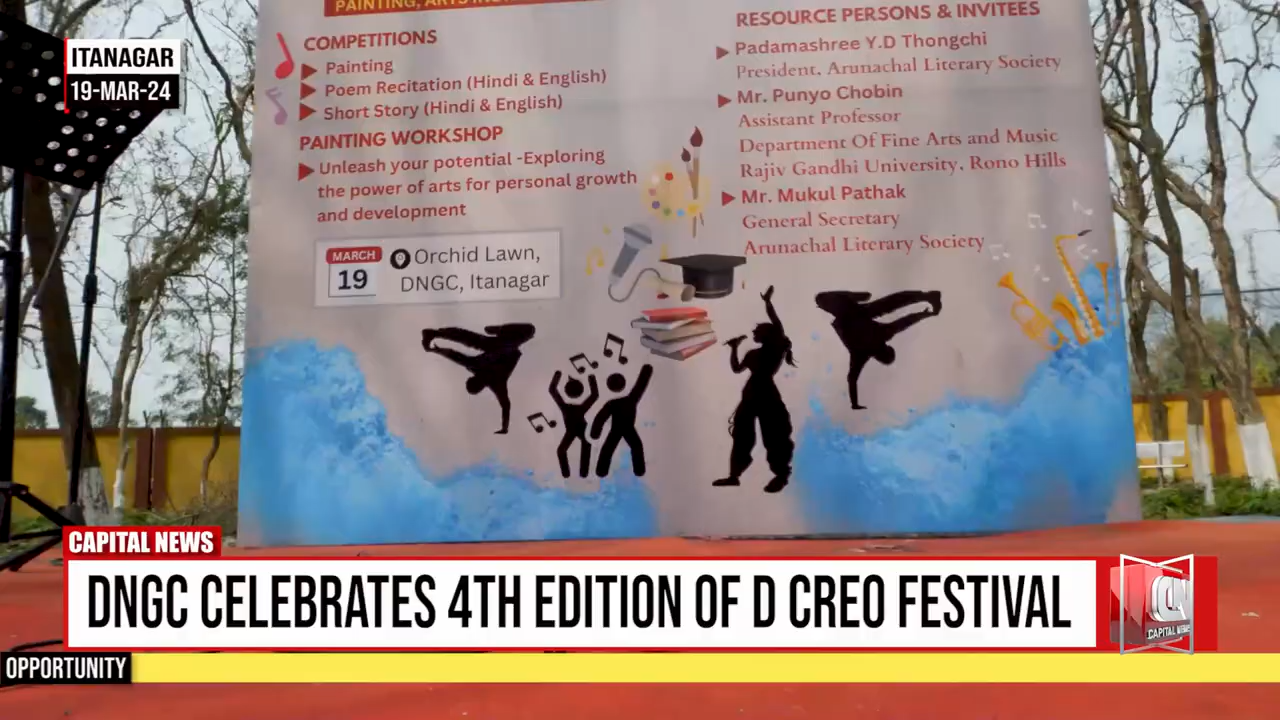 PAINTING, ARTS
ITANAGAR
19-MAR-24
COMPETITIONS
Painting
Poem Recitation (Hindi & English)
Short Story (Hindi & English)
PAINTING WORKSHOP
Unleash your potential -Exploring
the power of arts for personal growth
and development
MARCH
19
Orchid Lawn,
DNGC, Itanagar
RESOURCE PERSONS & INVITEES
Padamashree Y.D Thongchi
President, Arunachal Literary Society
Mr. Punyo Chobin
Assistant Professor
Department Of Fine Arts and Music
Rajiv Gandhi University, Rono Hills
Mr. Mukul Pathak
General Secretary
Arunachal Literary Society
CAPITAL NEWS
DNGC CELEBRATES 4TH EDITION OF D CREO FESTIVAL
CN
CAPITAL NEWS
OPPORTUNITY